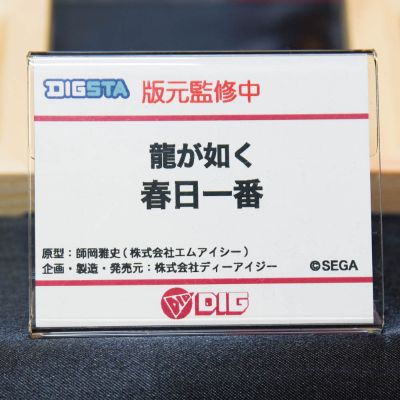 DIGSTA 版元監修中
龍が如く
春日一番
原型：師岡雅史（株式会社エムアイシー）
企画・製造・発売元：株式会社ディーアイジー
©SEGA
DIG DIG